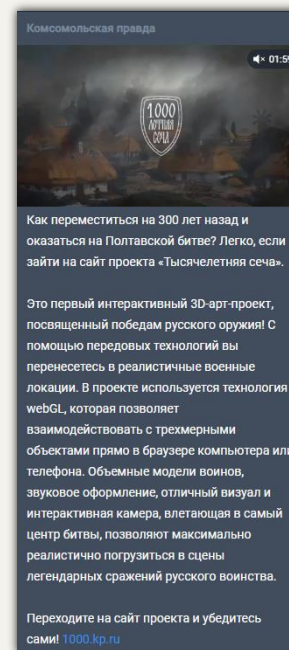 Комсомольская правда
01:59
1000
ЛЕТНЯЯ
СЕЧА
Как переместиться на 300 лет назад и
оказаться на Полтавской битве? Легко, если
зайти на сайт проекта «Тысячелетняя сеча».
Это первый интерактивный 3D-арт-проект,
посвященный победам русского оружия! С
помощью передовых технологий вы
перенесетесь в реалистичные военные
локации. В проекте используется технология
webGL, которая позволяет
взаимодействовать с трехмерными
объектами прямо в браузере компьютера или
телефона. Объемные модели воинов,
звуковое оформление, отличный визуал и
интерактивная камера, влетающая в самый
центр битвы, позволяют максимально
реалистично погрузиться в сцены
легендарных сражений русского воинства.
Переходите на сайт проекта и убедитесь
сами! 1000.kp.ru